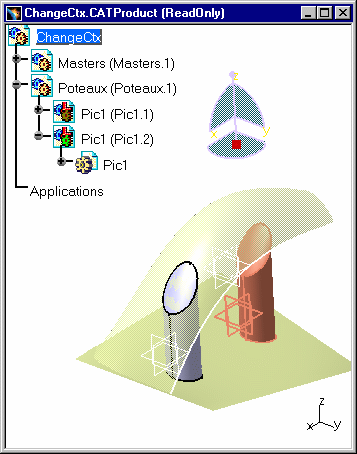 ChangeCtx.CATProduct (ReadOnly)
ChangeCtx
Masters (Masters.1)
Poteaux (Poteaux.1)
Pic1 (Pic1.1)
Pic1 (Pic1.2)
Pic1
Applications
z
x y
z
x y